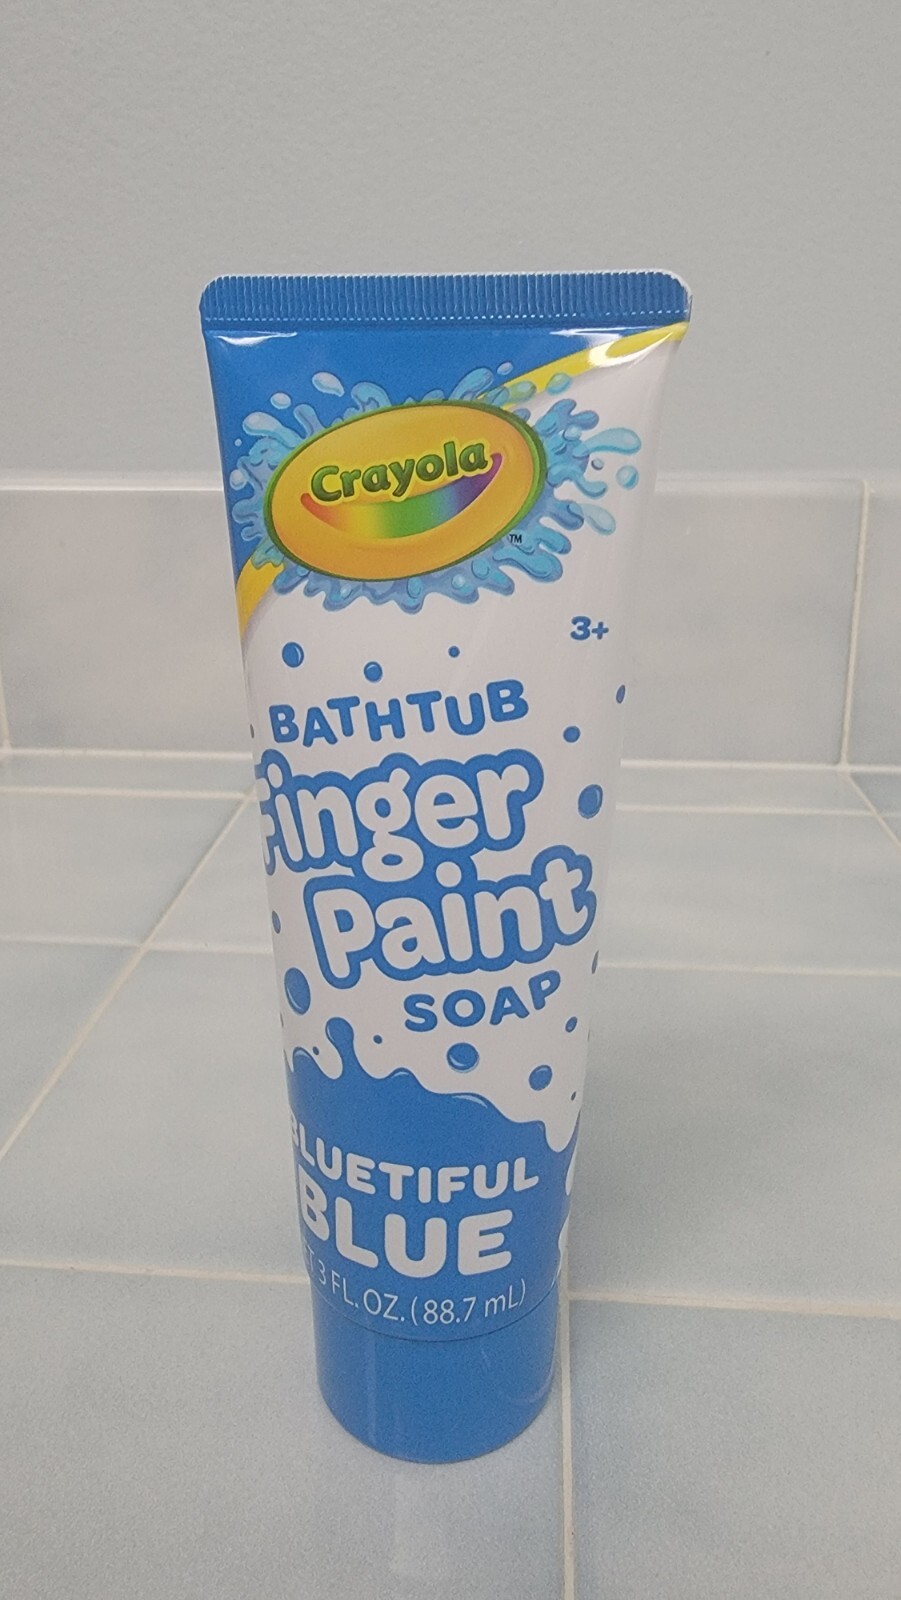 Crayola
TM
3+
BATHTUB
Finger
Paint
SOAP
BLUETIFUL
BLUE
3 FL. OZ. (88.7 mL)